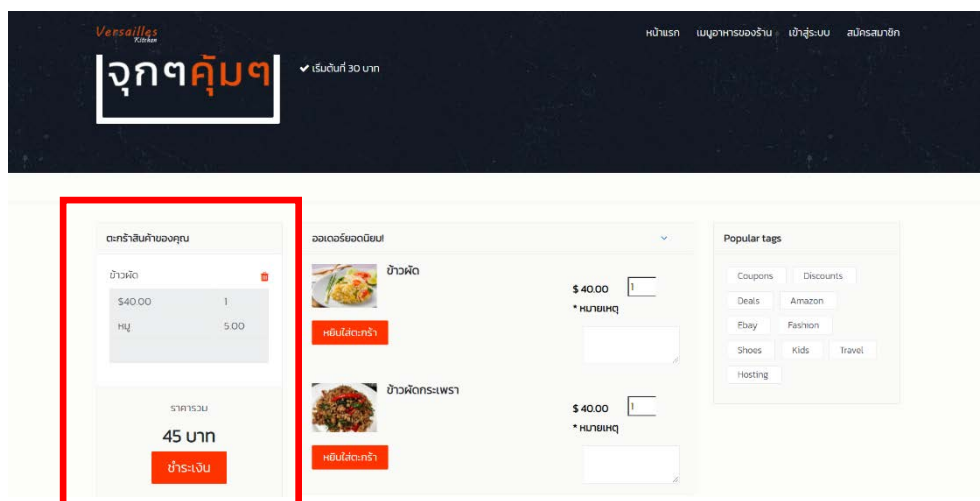 Versailles
Kitchen
หน้าแรก เมนูอาหารของร้าน เข้าสู่ระบบ สมัครสมาชิก
จุกๆคุ้มๆ
เริ่มต้นที่ 30 บาท
ตะกร้าสินค้าของคุณ
ข้าวผัด
$40.00 1
หมู 5.00
ราคารวม
45 บาท
ชำระเงิน
ออเดอร์ยอดนิยม!
ข้าวผัด
$ 40.00 1
* หมายเหตุ
หยิบใส่ตะกร้า
ข้าวผัดกระเพรา
$ 40.00 1
* หมายเหตุ
หยิบใส่ตะกร้า
Popular tags
Coupons Discounts
Deals Amazon
Ebay Fashion
Shoes Kids Travel
Hosting